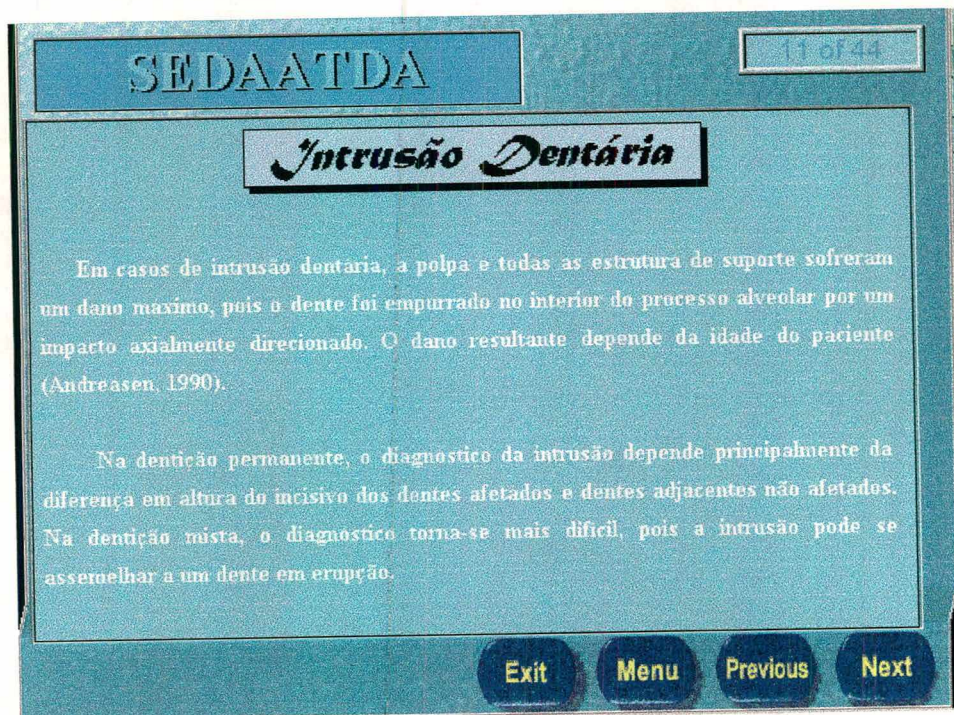 SEDAATDA
11 of 44
Intrusão Dentária
Em casos de intrusão dentaria, a polpa e todas as estrutura de suporte sofreram
um dano maximo, pois o dente foi empurrado no interior do processo alveolar por um
impacto axialmente direcionado. O dano resultante depende da idade do paciente
(Andreasen, 1990).
Na dentição permanente, o diagnostico da intrusão depende principalmente da
diferença em altura do incisivo dos dentes afetados e dentes adjacentes não afetados.
Na dentição mista, o diagnostico torna-se mais dificil, pois a intrusão pode se
assemelhar a um dente em erupção.
Exit Menu Previous Next